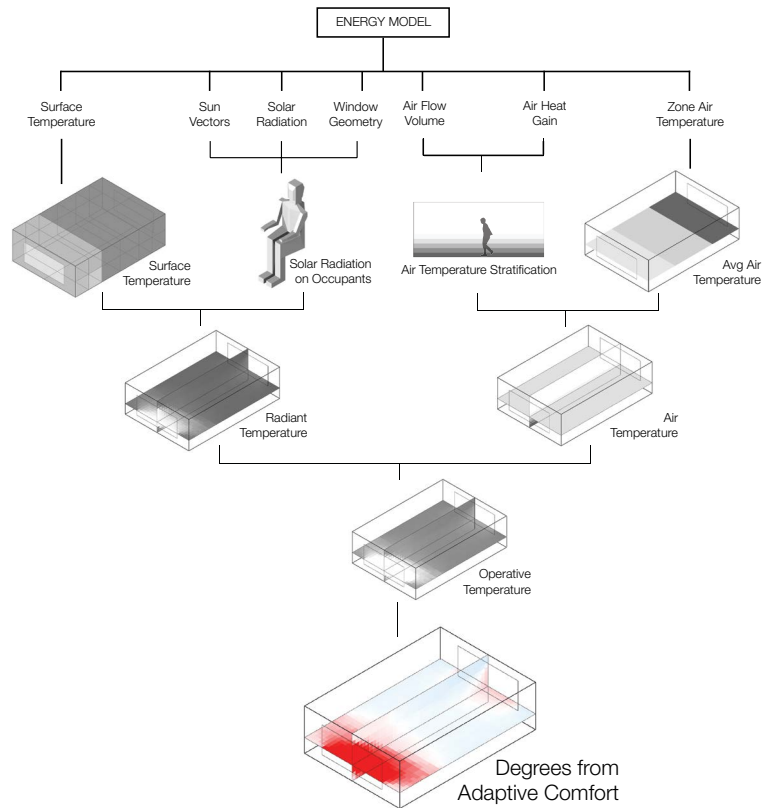 ENERGY MODEL
Surface
Temperature
Sun
Vectors
Solar
Radiation
Window
Geometry
Air Flow
Volume
Air Heat
Gain
Zone Air
Temperature
Surface
Temperature
Solar Radiation
on Occupants
Air Temperature Stratification
Avg Air
Temperature
Radiant
Temperature
Air
Temperature
Operative
Temperature
Degrees from
Adaptive Comfort